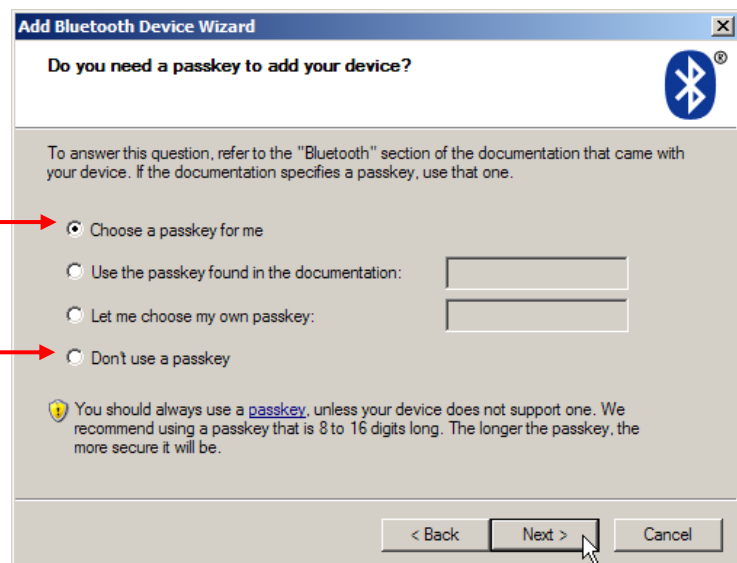 Add Bluetooth Device Wizard
Do you need a passkey to add your device?
®
To answer this question, refer to the "Bluetooth" section of the documentation that came with
your device. If the documentation specifies a passkey, use that one.
Choose a passkey for me
Use the passkey found in the documentation:
Let me choose my own passkey:
Don't use a passkey
You should always use a passkey, unless your device does not support one. We
recommend using a passkey that is 8 to 16 digits long. The longer the passkey, the
more secure it will be.
< Back Next > Cancel